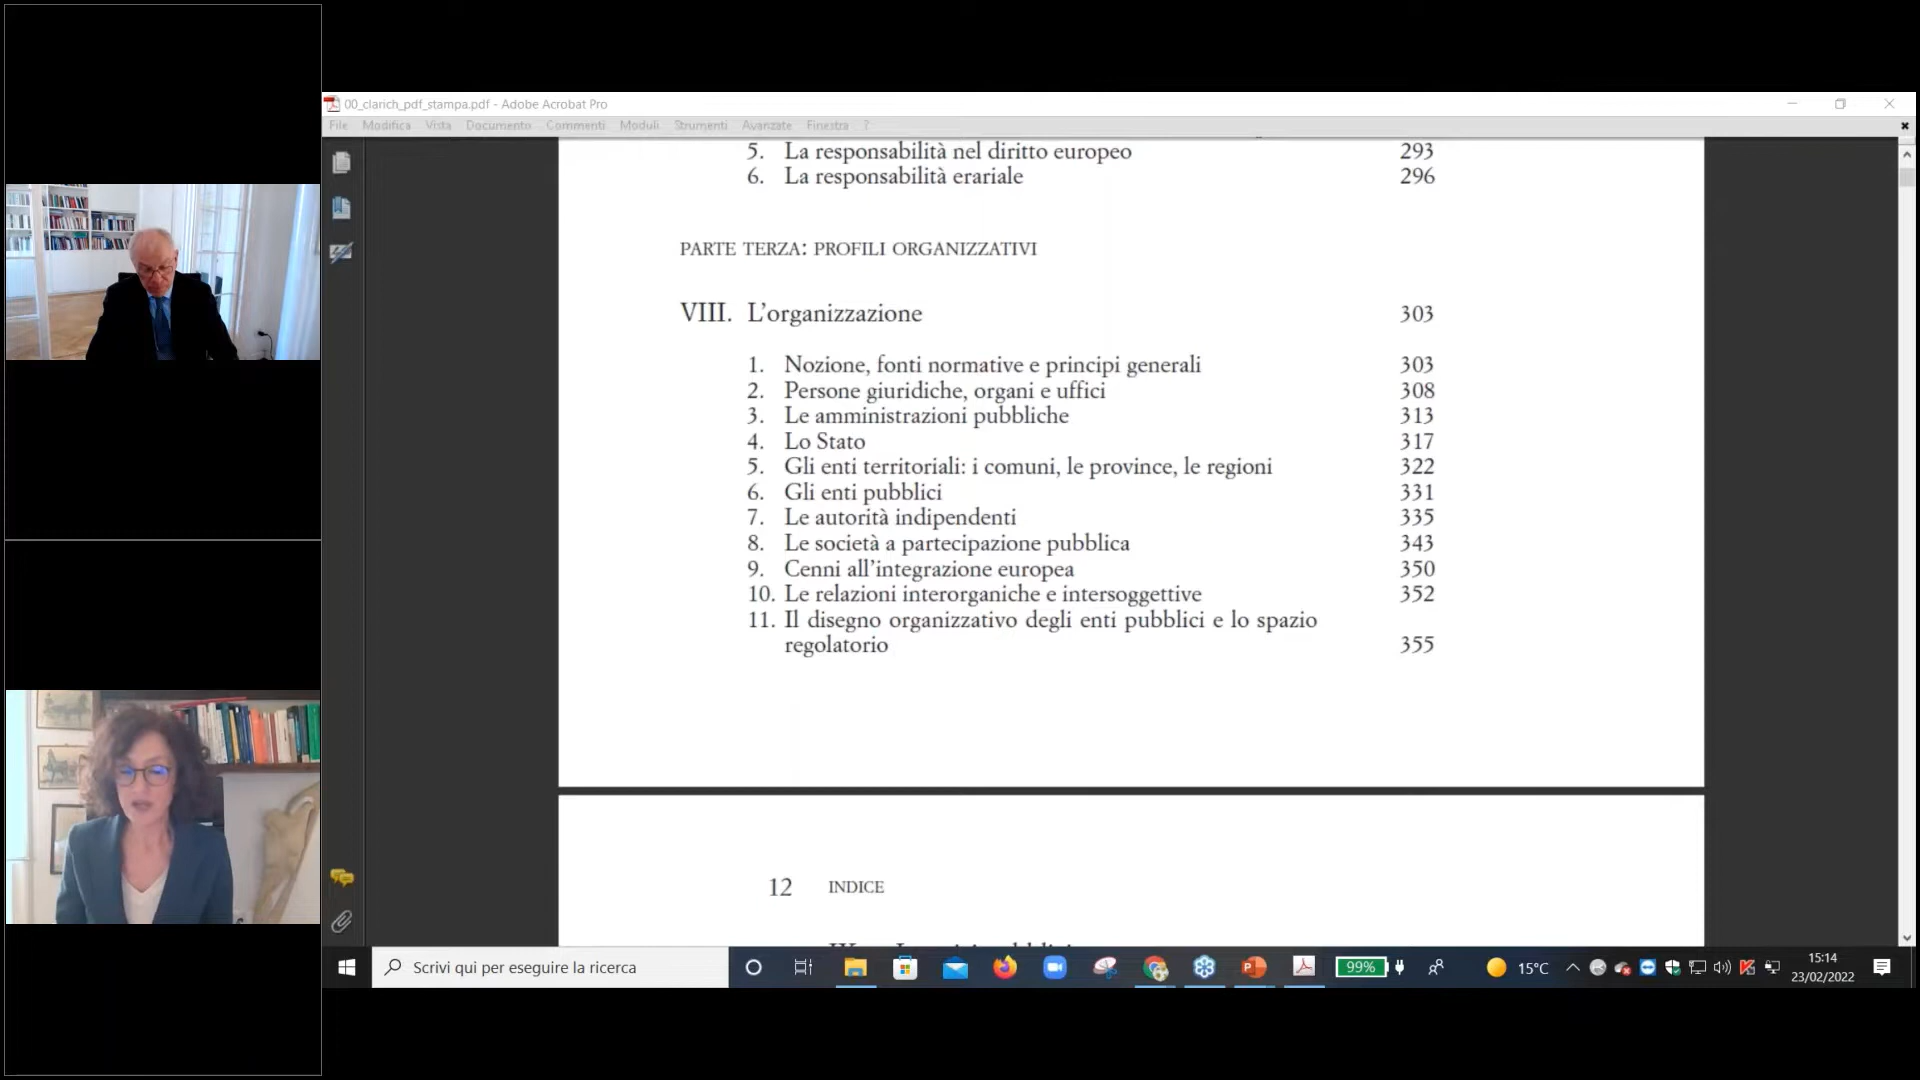 00_clarich_pdf_stampa.pdf - Adobe Acrobat Pro
File Modifica Vista Documento Commenti Moduli Strumenti Avanzate Finestra ?
5. La responsabilità nel diritto europeo 293
6. La responsabilità erariale 296
PARTE TERZA: PROFILI ORGANIZZATIVI
VIII. L’organizzazione 303
1. Nozione, fonti normative e principi generali 303
2. Persone giuridiche, organi e uffici 308
3. Le amministrazioni pubbliche 313
4. Lo Stato 317
5. Gli enti territoriali: i comuni, le province, le regioni 322
6. Gli enti pubblici 331
7. Le autorità indipendenti 335
8. Le società a partecipazione pubblica 343
9. Cenni all’integrazione europea 350
10. Le relazioni interorganiche e intersoggettive 352
11. Il disegno organizzativo degli enti pubblici e lo spazio
regolatorio 355
12 INDICE
Scrivi qui per eseguire la ricerca
99%
15°C
15:14
23/02/2022